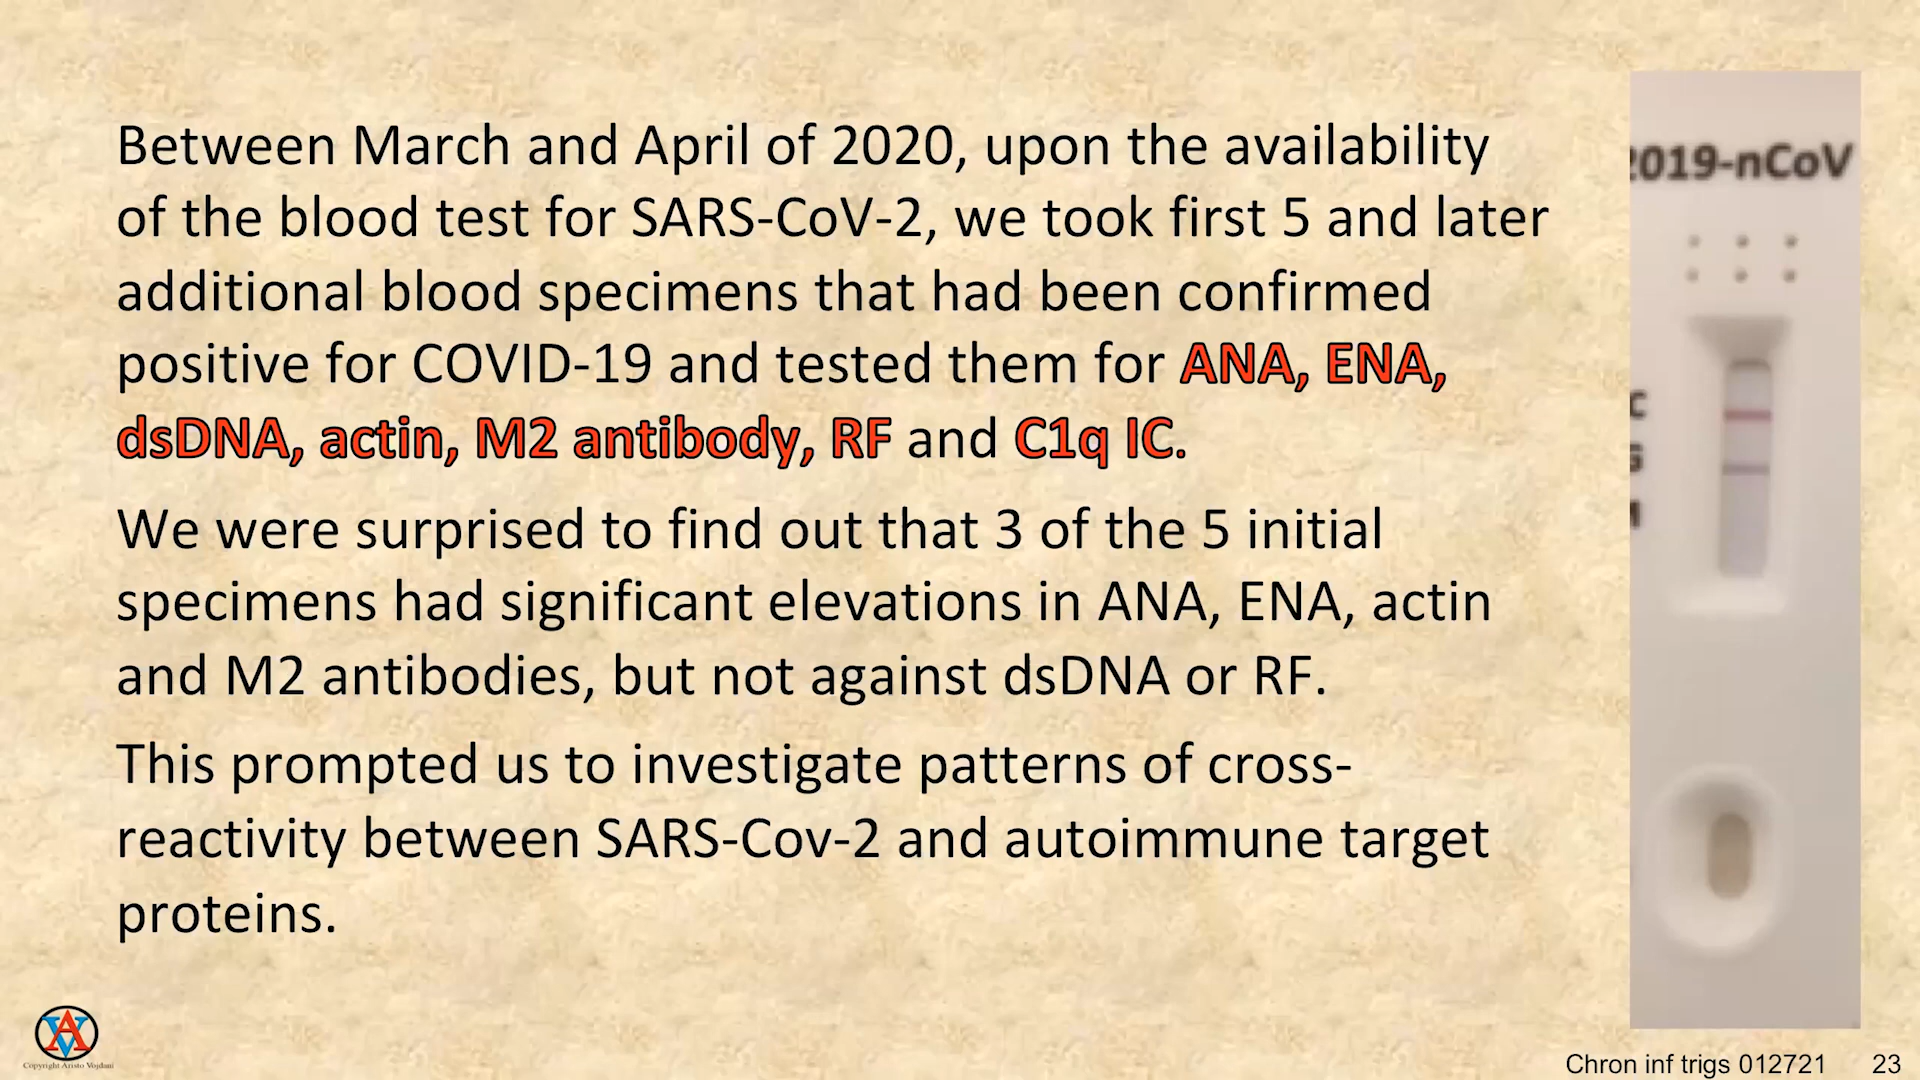 Between March and April of 2020, upon the availability
of the blood test for SARS-CoV-2, we took first 5 and later
additional blood specimens that had been confirmed
positive for COVID-19 and tested them for ANA, ENA,
dsDNA, actin, M2 antibody, RF and C1q IC.
We were surprised to find out that 3 of the 5 initial
specimens had significant elevations in ANA, ENA, actin
and M2 antibodies, but not against dsDNA or RF.
This prompted us to investigate patterns of cross-
reactivity between SARS-Cov-2 and autoimmune target
proteins.
2019-nCoV
C
G
M
Copyright Aristo Vojdani
Chron inf trigs 012721 23